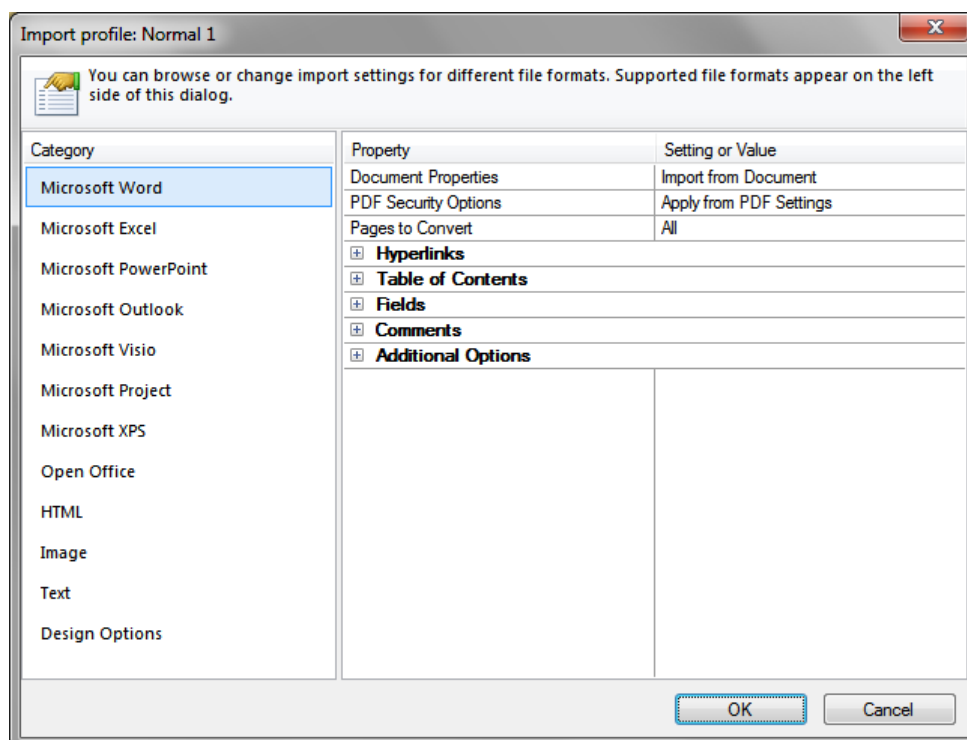 Import profile: Normal 1
You can browse or change import settings for different file formats. Supported file formats appear on the left
side of this dialog.
Category
Microsoft Word
Microsoft Excel
Microsoft PowerPoint
Microsoft Outlook
Microsoft Visio
Microsoft Project
Microsoft XPS
Open Office
HTML
Image
Text
Design Options
Property Setting or Value
Document Properties Import from Document
PDF Security Options Apply from PDF Settings
Pages to Convert All
Hyperlinks
Table of Contents
Fields
Comments
Additional Options
OK Cancel